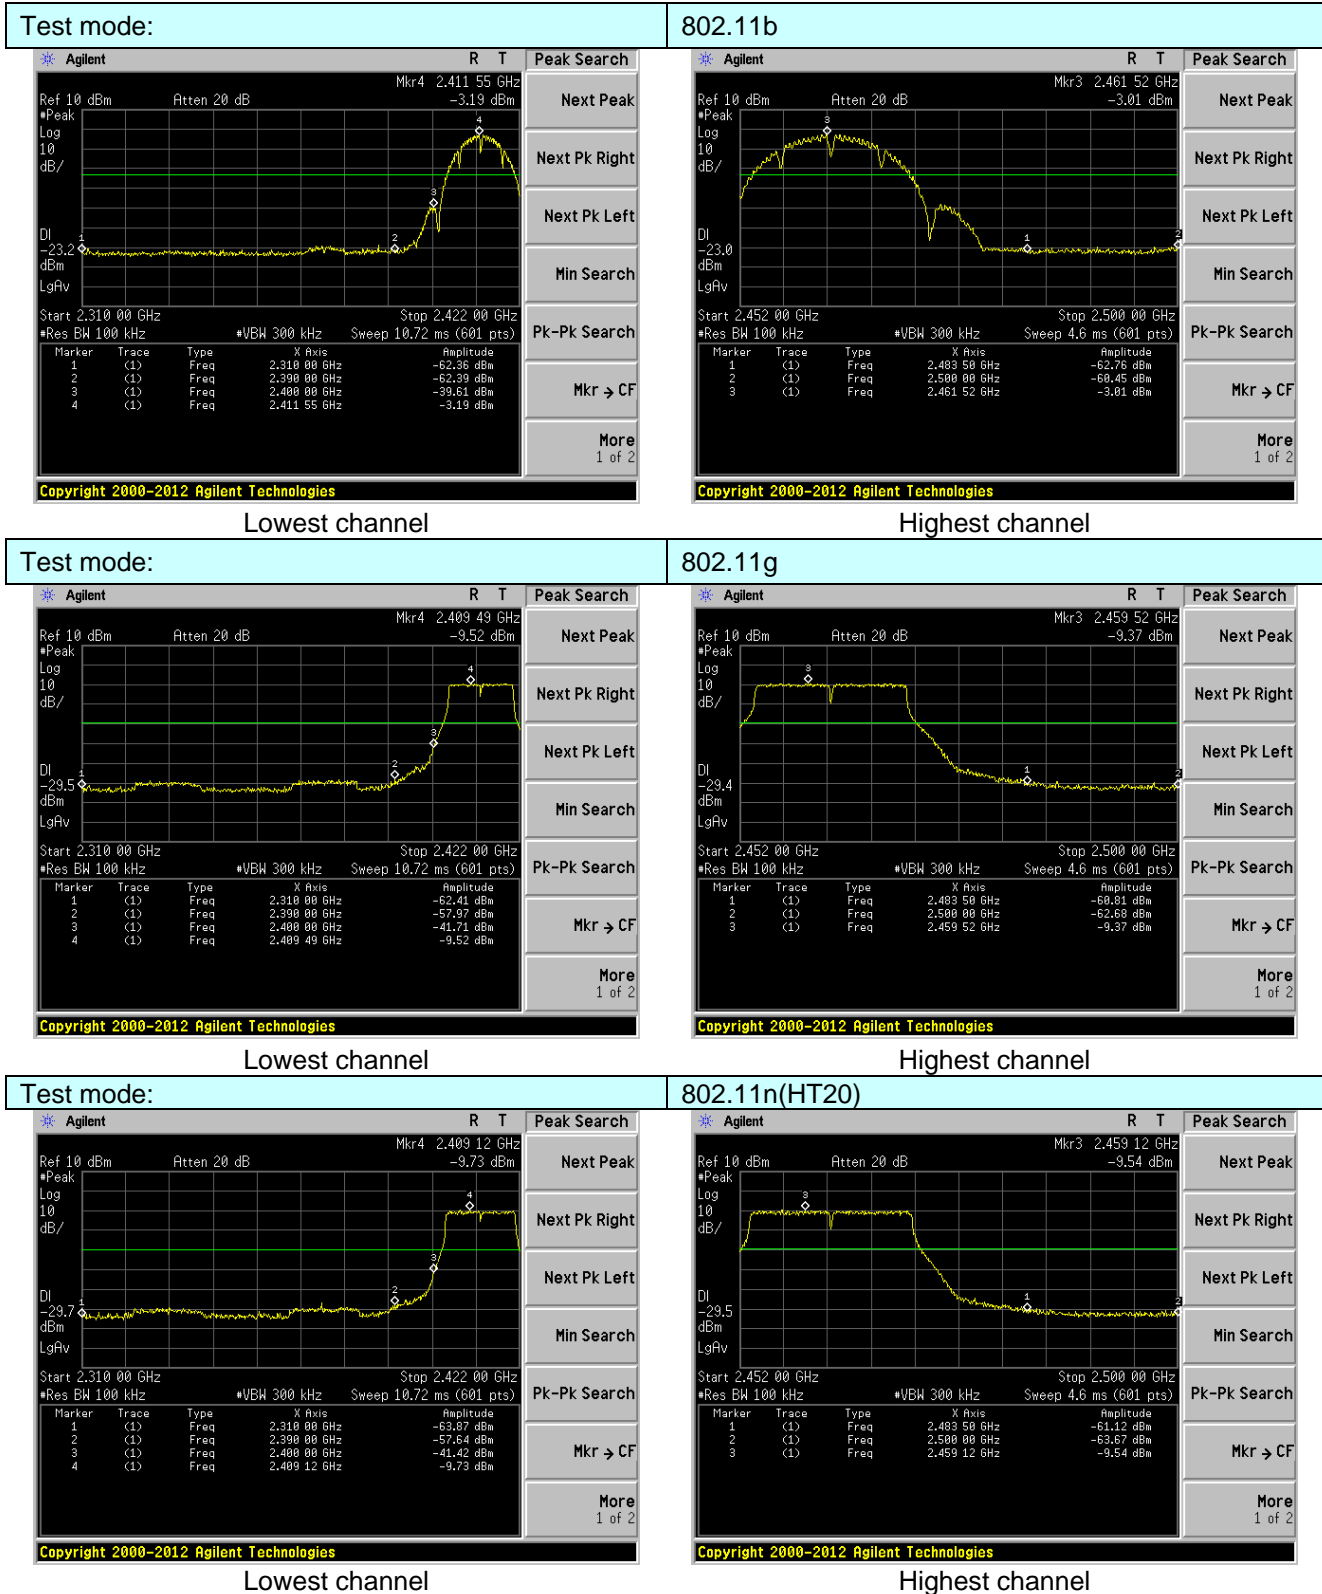 Test mode: 802.11b
Agilent R T Peak Search
Mkr4 2.411 55 GHz
Ref 10 dBm Atten 20 dB -3.19 dBm
#Peak
Log
10
dB/
DI
-23.2
dBm
LgAv
1
2
3
4
Start 2.310 00 GHz Stop 2.422 00 GHz
#Res BW 100 kHz #VBW 300 kHz Sweep 10.72 ms (601 pts)
Marker Trace Type X Axis Amplitude
1 (1) Freq 2.310 00 GHz -62.36 dBm
2 (1) Freq 2.390 00 GHz -62.39 dBm
3 (1) Freq 2.400 00 GHz -39.61 dBm
4 (1) Freq 2.411 55 GHz -3.19 dBm
Next Peak
Next Pk Right
Next Pk Left
Min Search
Pk-Pk Search
Mkr → CF
More
1 of 2
Copyright 2000-2012 Agilent Technologies
Lowest channel
Agilent R T Peak Search
Mkr3 2.461 52 GHz
Ref 10 dBm Atten 20 dB -3.01 dBm
#Peak
Log
10
dB/
DI
-23.0
dBm
LgAv
3
1
2
Start 2.452 00 GHz Stop 2.500 00 GHz
#Res BW 100 kHz #VBW 300 kHz Sweep 4.6 ms (601 pts)
Marker Trace Type X Axis Amplitude
1 (1) Freq 2.483 50 GHz -62.76 dBm
2 (1) Freq 2.500 00 GHz -60.45 dBm
3 (1) Freq 2.461 52 GHz -3.01 dBm
Next Peak
Next Pk Right
Next Pk Left
Min Search
Pk-Pk Search
Mkr → CF
More
1 of 2
Copyright 2000-2012 Agilent Technologies
Highest channel
Test mode: 802.11g
Agilent R T Peak Search
Mkr4 2.409 49 GHz
Ref 10 dBm Atten 20 dB -9.52 dBm
#Peak
Log
10
dB/
DI
-29.5
dBm
LgAv
1
2
3
4
Start 2.310 00 GHz Stop 2.422 00 GHz
#Res BW 100 kHz #VBW 300 kHz Sweep 10.72 ms (601 pts)
Marker Trace Type X Axis Amplitude
1 (1) Freq 2.310 00 GHz -62.41 dBm
2 (1) Freq 2.390 00 GHz -57.97 dBm
3 (1) Freq 2.400 00 GHz -41.71 dBm
4 (1) Freq 2.409 49 GHz -9.52 dBm
Next Peak
Next Pk Right
Next Pk Left
Min Search
Pk-Pk Search
Mkr → CF
More
1 of 2
Copyright 2000-2012 Agilent Technologies
Lowest channel
Agilent R T Peak Search
Mkr3 2.459 52 GHz
Ref 10 dBm Atten 20 dB -9.37 dBm
#Peak
Log
10
dB/
DI
-29.4
dBm
LgAv
3
1
2
Start 2.452 00 GHz Stop 2.500 00 GHz
#Res BW 100 kHz #VBW 300 kHz Sweep 4.6 ms (601 pts)
Marker Trace Type X Axis Amplitude
1 (1) Freq 2.483 50 GHz -60.81 dBm
2 (1) Freq 2.500 00 GHz -62.68 dBm
3 (1) Freq 2.459 52 GHz -9.37 dBm
Next Peak
Next Pk Right
Next Pk Left
Min Search
Pk-Pk Search
Mkr → CF
More
1 of 2
Copyright 2000-2012 Agilent Technologies
Highest channel
Test mode: 802.11n(HT20)
Agilent R T Peak Search
Mkr4 2.409 12 GHz
Ref 10 dBm Atten 20 dB -9.73 dBm
#Peak
Log
10
dB/
DI
-29.7
dBm
LgAv
1
2
3
4
Start 2.310 00 GHz Stop 2.422 00 GHz
#Res BW 100 kHz #VBW 300 kHz Sweep 10.72 ms (601 pts)
Marker Trace Type X Axis Amplitude
1 (1) Freq 2.310 00 GHz -63.87 dBm
2 (1) Freq 2.390 00 GHz -57.64 dBm
3 (1) Freq 2.400 00 GHz -41.42 dBm
4 (1) Freq 2.409 12 GHz -9.73 dBm
Next Peak
Next Pk Right
Next Pk Left
Min Search
Pk-Pk Search
Mkr → CF
More
1 of 2
Copyright 2000-2012 Agilent Technologies
Lowest channel
Agilent R T Peak Search
Mkr3 2.459 12 GHz
Ref 10 dBm Atten 20 dB -9.54 dBm
#Peak
Log
10
dB/
DI
-29.5
dBm
LgAv
3
1
2
Start 2.452 00 GHz Stop 2.500 00 GHz
#Res BW 100 kHz #VBW 300 kHz Sweep 4.6 ms (601 pts)
Marker Trace Type X Axis Amplitude
1 (1) Freq 2.483 50 GHz -61.12 dBm
2 (1) Freq 2.500 00 GHz -63.67 dBm
3 (1) Freq 2.459 12 GHz -9.54 dBm
Next Peak
Next Pk Right
Next Pk Left
Min Search
Pk-Pk Search
Mkr → CF
More
1 of 2
Copyright 2000-2012 Agilent Technologies
Highest channel